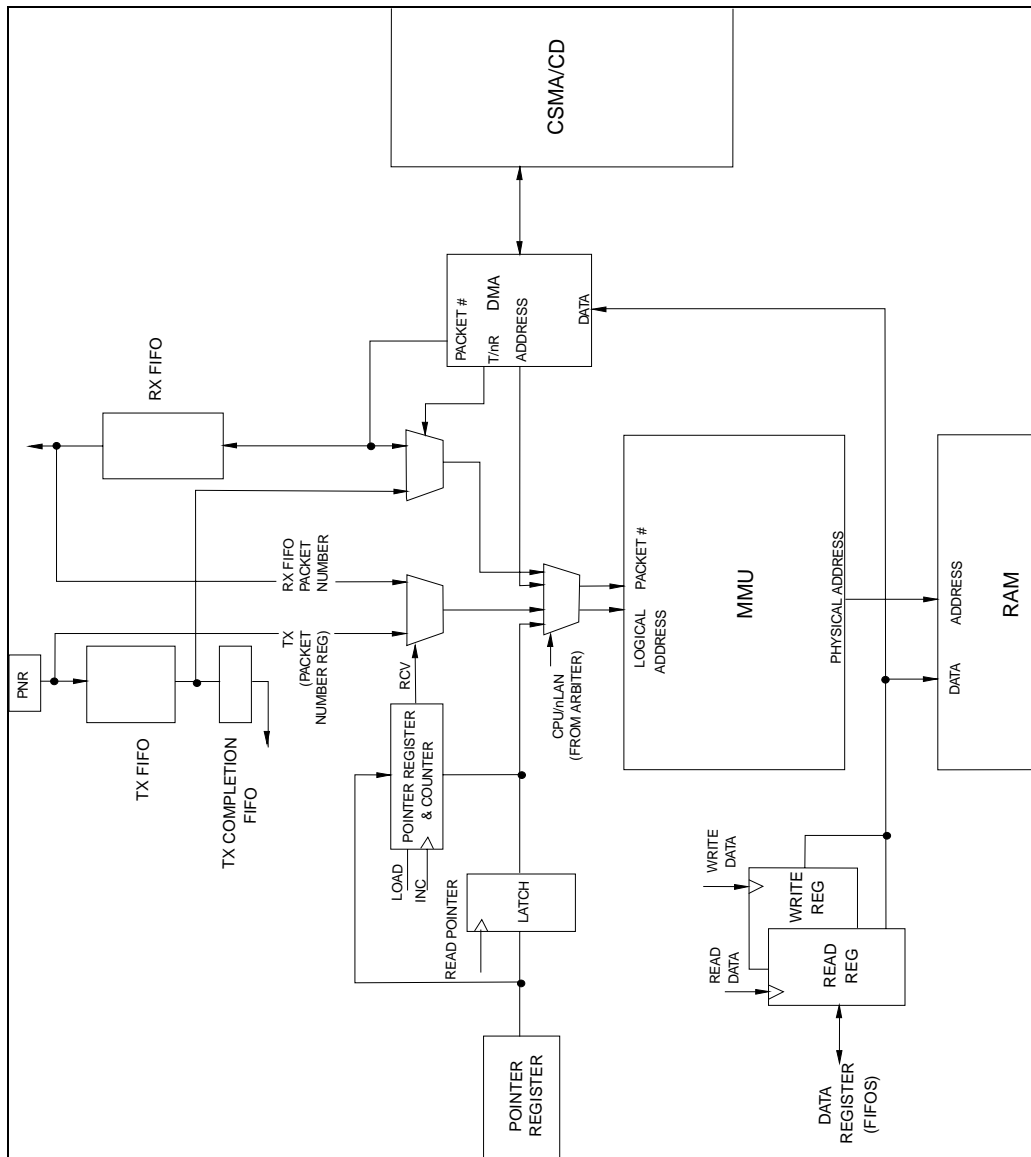 CSMA/CD
PACKET #
T/nR
DMA
ADDRESS
DATA
RX FIFO
RX FIFO
PACKET
NUMBER
TX
(PACKET
NUMBER REG)
PNR
TX FIFO
TX COMPLETION
FIFO
RCV
POINTER REGISTER
& COUNTER
LOAD
INC
CPU/nLAN
(FROM ARBITER)
LOGICAL
ADDRESS
PACKET #
MMU
PHYSICAL ADDRESS
DATA
ADDRESS
RAM
READ POINTER
LATCH
POINTER
REGISTER
WRITE
DATA
WRITE
REG
READ
DATA
READ
REG
DATA
REGISTER
(FIFOS)